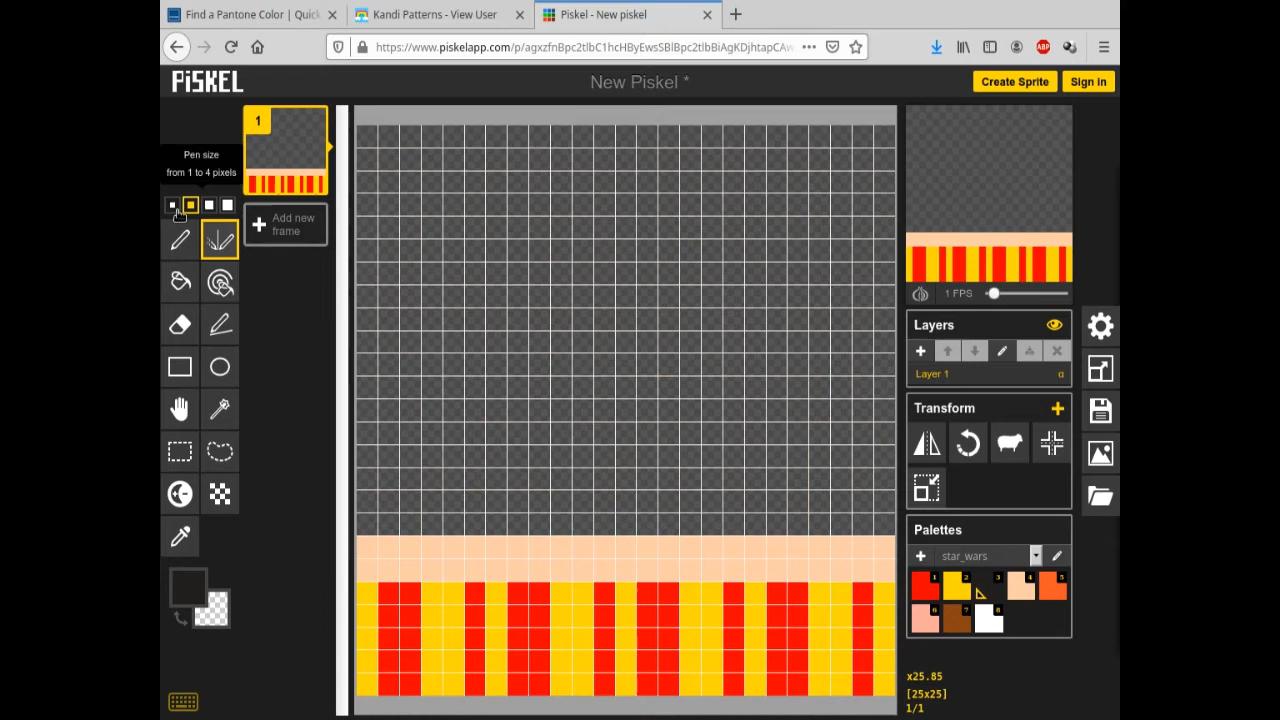 Find a Pantone Color | Quick
Kandi Patterns - View User
Piskel - New piskel
https://www.piskelapp.com/p/agxzfnBpc2tlbC1hcHByEwsSBlBpc2tlbBiAgKDjhtapCAw
ABP
PiSKEL
New Piskel *
Create Sprite
Sign in
1
Pen size
from 1 to 4 pixels
Add new
frame
1 FPS
Layers
Layer 1
α
Transform
Palettes
star_wars
1 2 3 4 5
6 7 8
x25.85
[25x25]
1/1